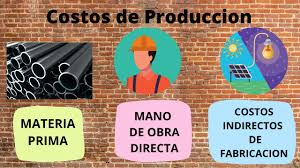 Costos de Produccion
MATERIA
PRIMA
MANO
DE OBRA
DIRECTA
COSTOS
INDIRECTOS
DE
FABRICACION